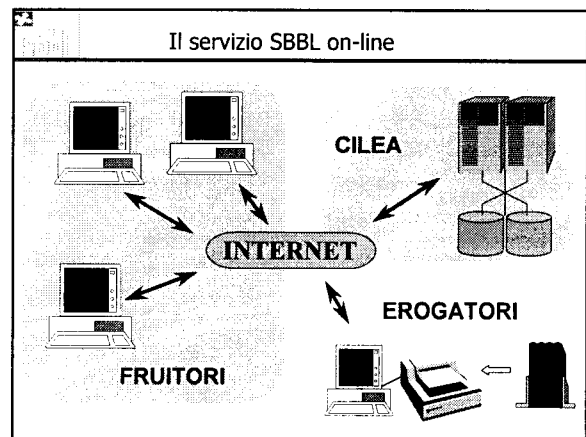 Il servizio SBBL on-line
CILEA
INTERNET
EROGATORI
FRUITORI